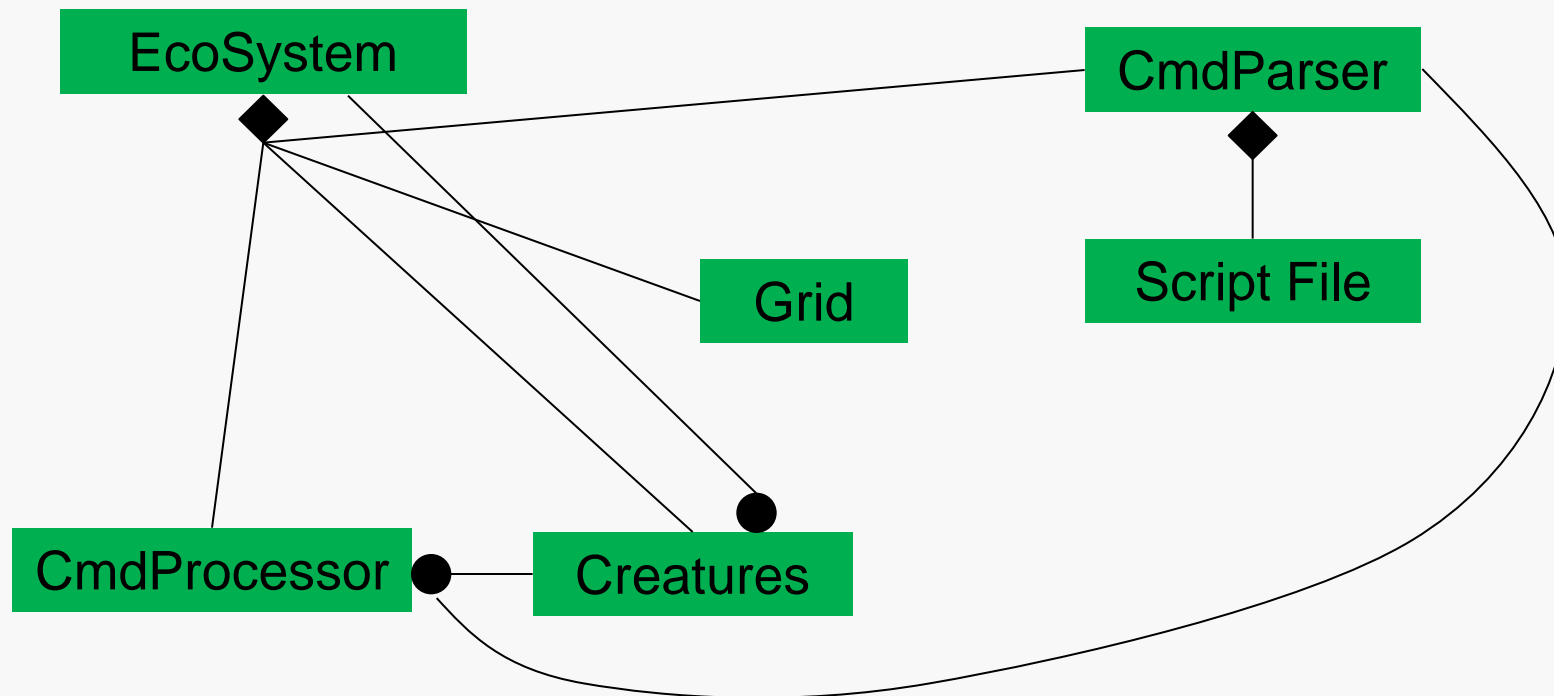 EcoSystem
CmdParser
Grid
Script File
CmdProcessor
Creatures